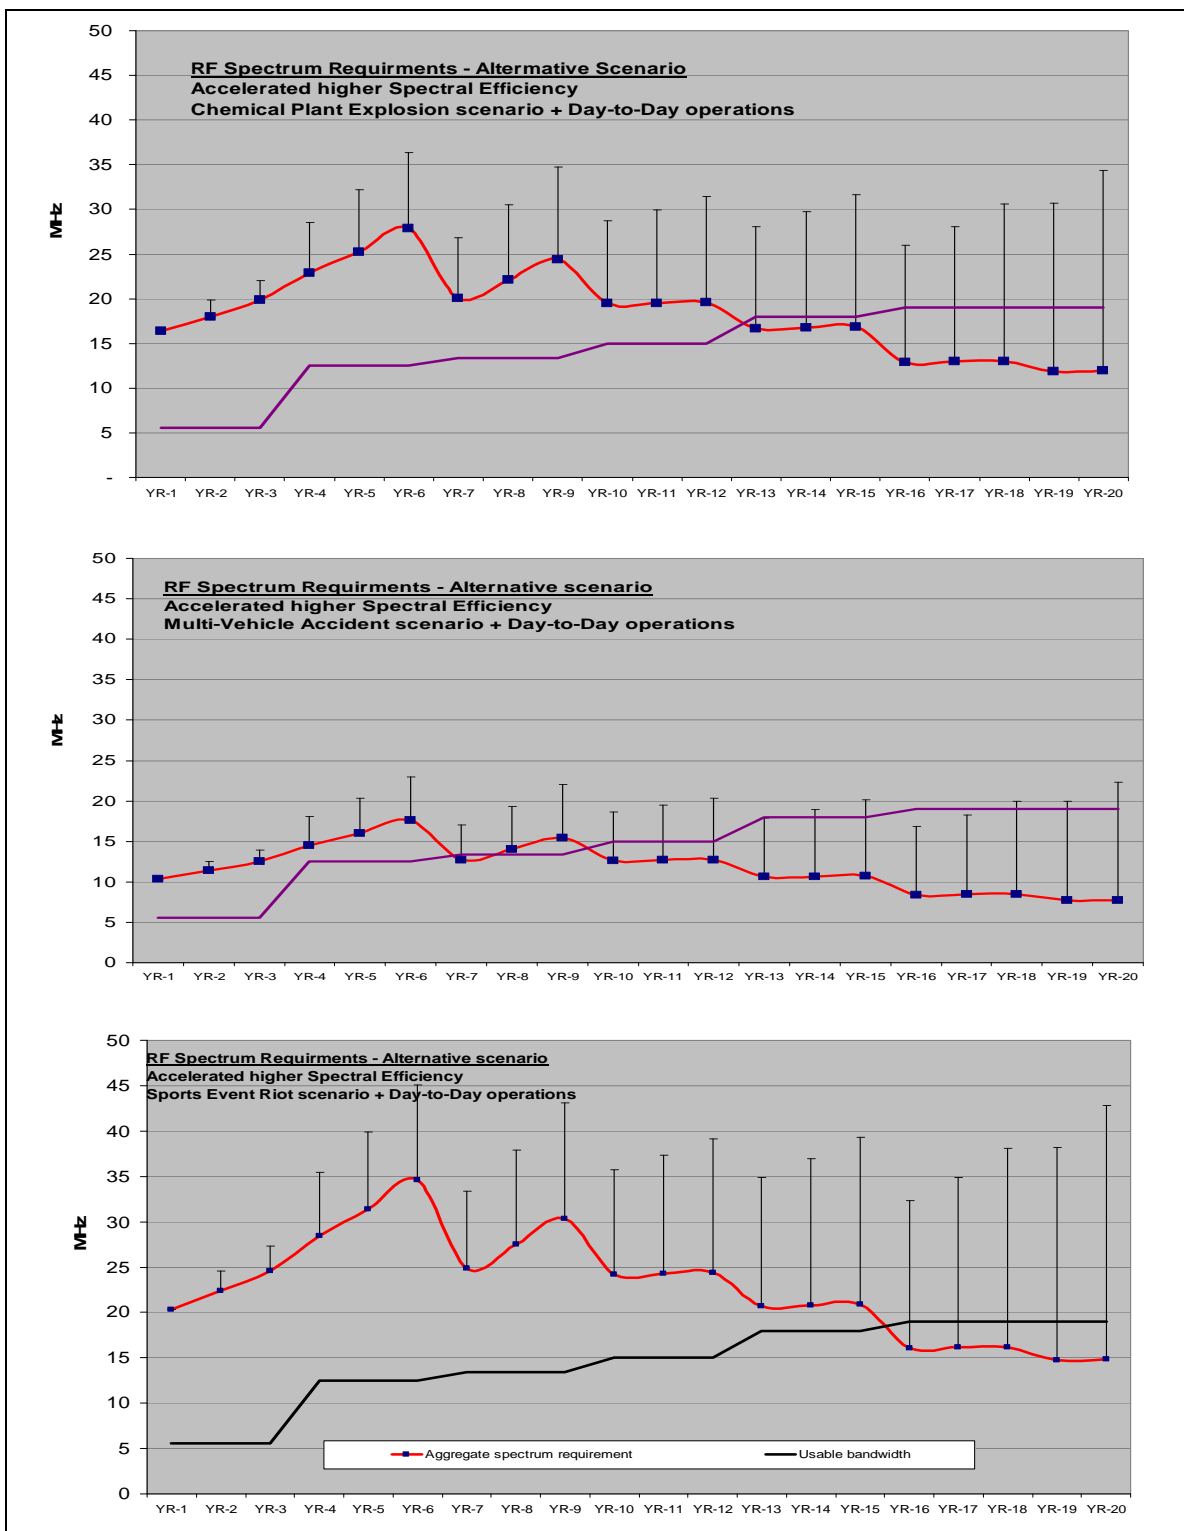 50
RF Spectrum Requirments - Altermative Scenario
45
Accelerated higher Spectral Efficiency
Chemical Plant Explosion scenario + Day-to-Day operations
40
35
30
MHz
25
20
15
10
5
-
YR-1 YR-2 YR-3 YR-4 YR-5 YR-6 YR-7 YR-8 YR-9 YR-10 YR-11 YR-12 YR-13 YR-14 YR-15 YR-16 YR-17 YR-18 YR-19 YR-20
50
RF Spectrum Requirments - Alternative scenario
45
Accelerated higher Spectral Efficiency
Multi-Vehicle Accident scenario + Day-to-Day operations
40
35
30
MHz
25
20
15
10
5
0
YR-1 YR-2 YR-3 YR-4 YR-5 YR-6 YR-7 YR-8 YR-9 YR-10 YR-11 YR-12 YR-13 YR-14 YR-15 YR-16 YR-17 YR-18 YR-19 YR-20
50
RF Spectrum Requirments - Alternative scenario
Accelerated higher Spectral Efficiency
45
Sports Event Riot scenario + Day-to-Day operations
40
35
30
MHz
25
20
15
10
5
Aggregate spectrum requirement Usable bandwidth
0
YR-1 YR-2 YR-3 YR-4 YR-5 YR-6 YR-7 YR-8 YR-9 YR-10 YR-11 YR-12 YR-13 YR-14 YR-15 YR-16 YR-17 YR-18 YR-19 YR-20